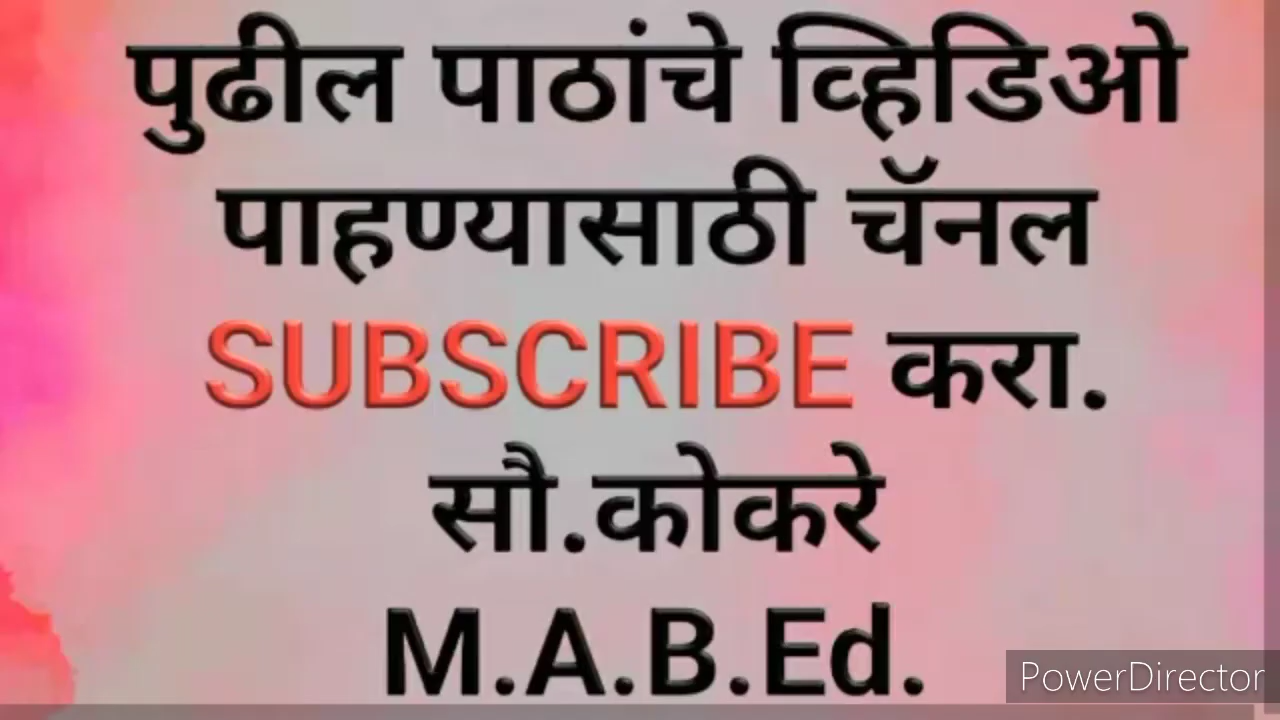 पुढील पाठांचे व्हिडिओ
पाहण्यासाठी चॅनल
SUBSCRIBE करा.
सौ.कोकरे
M.A.B.Ed.
PowerDirector